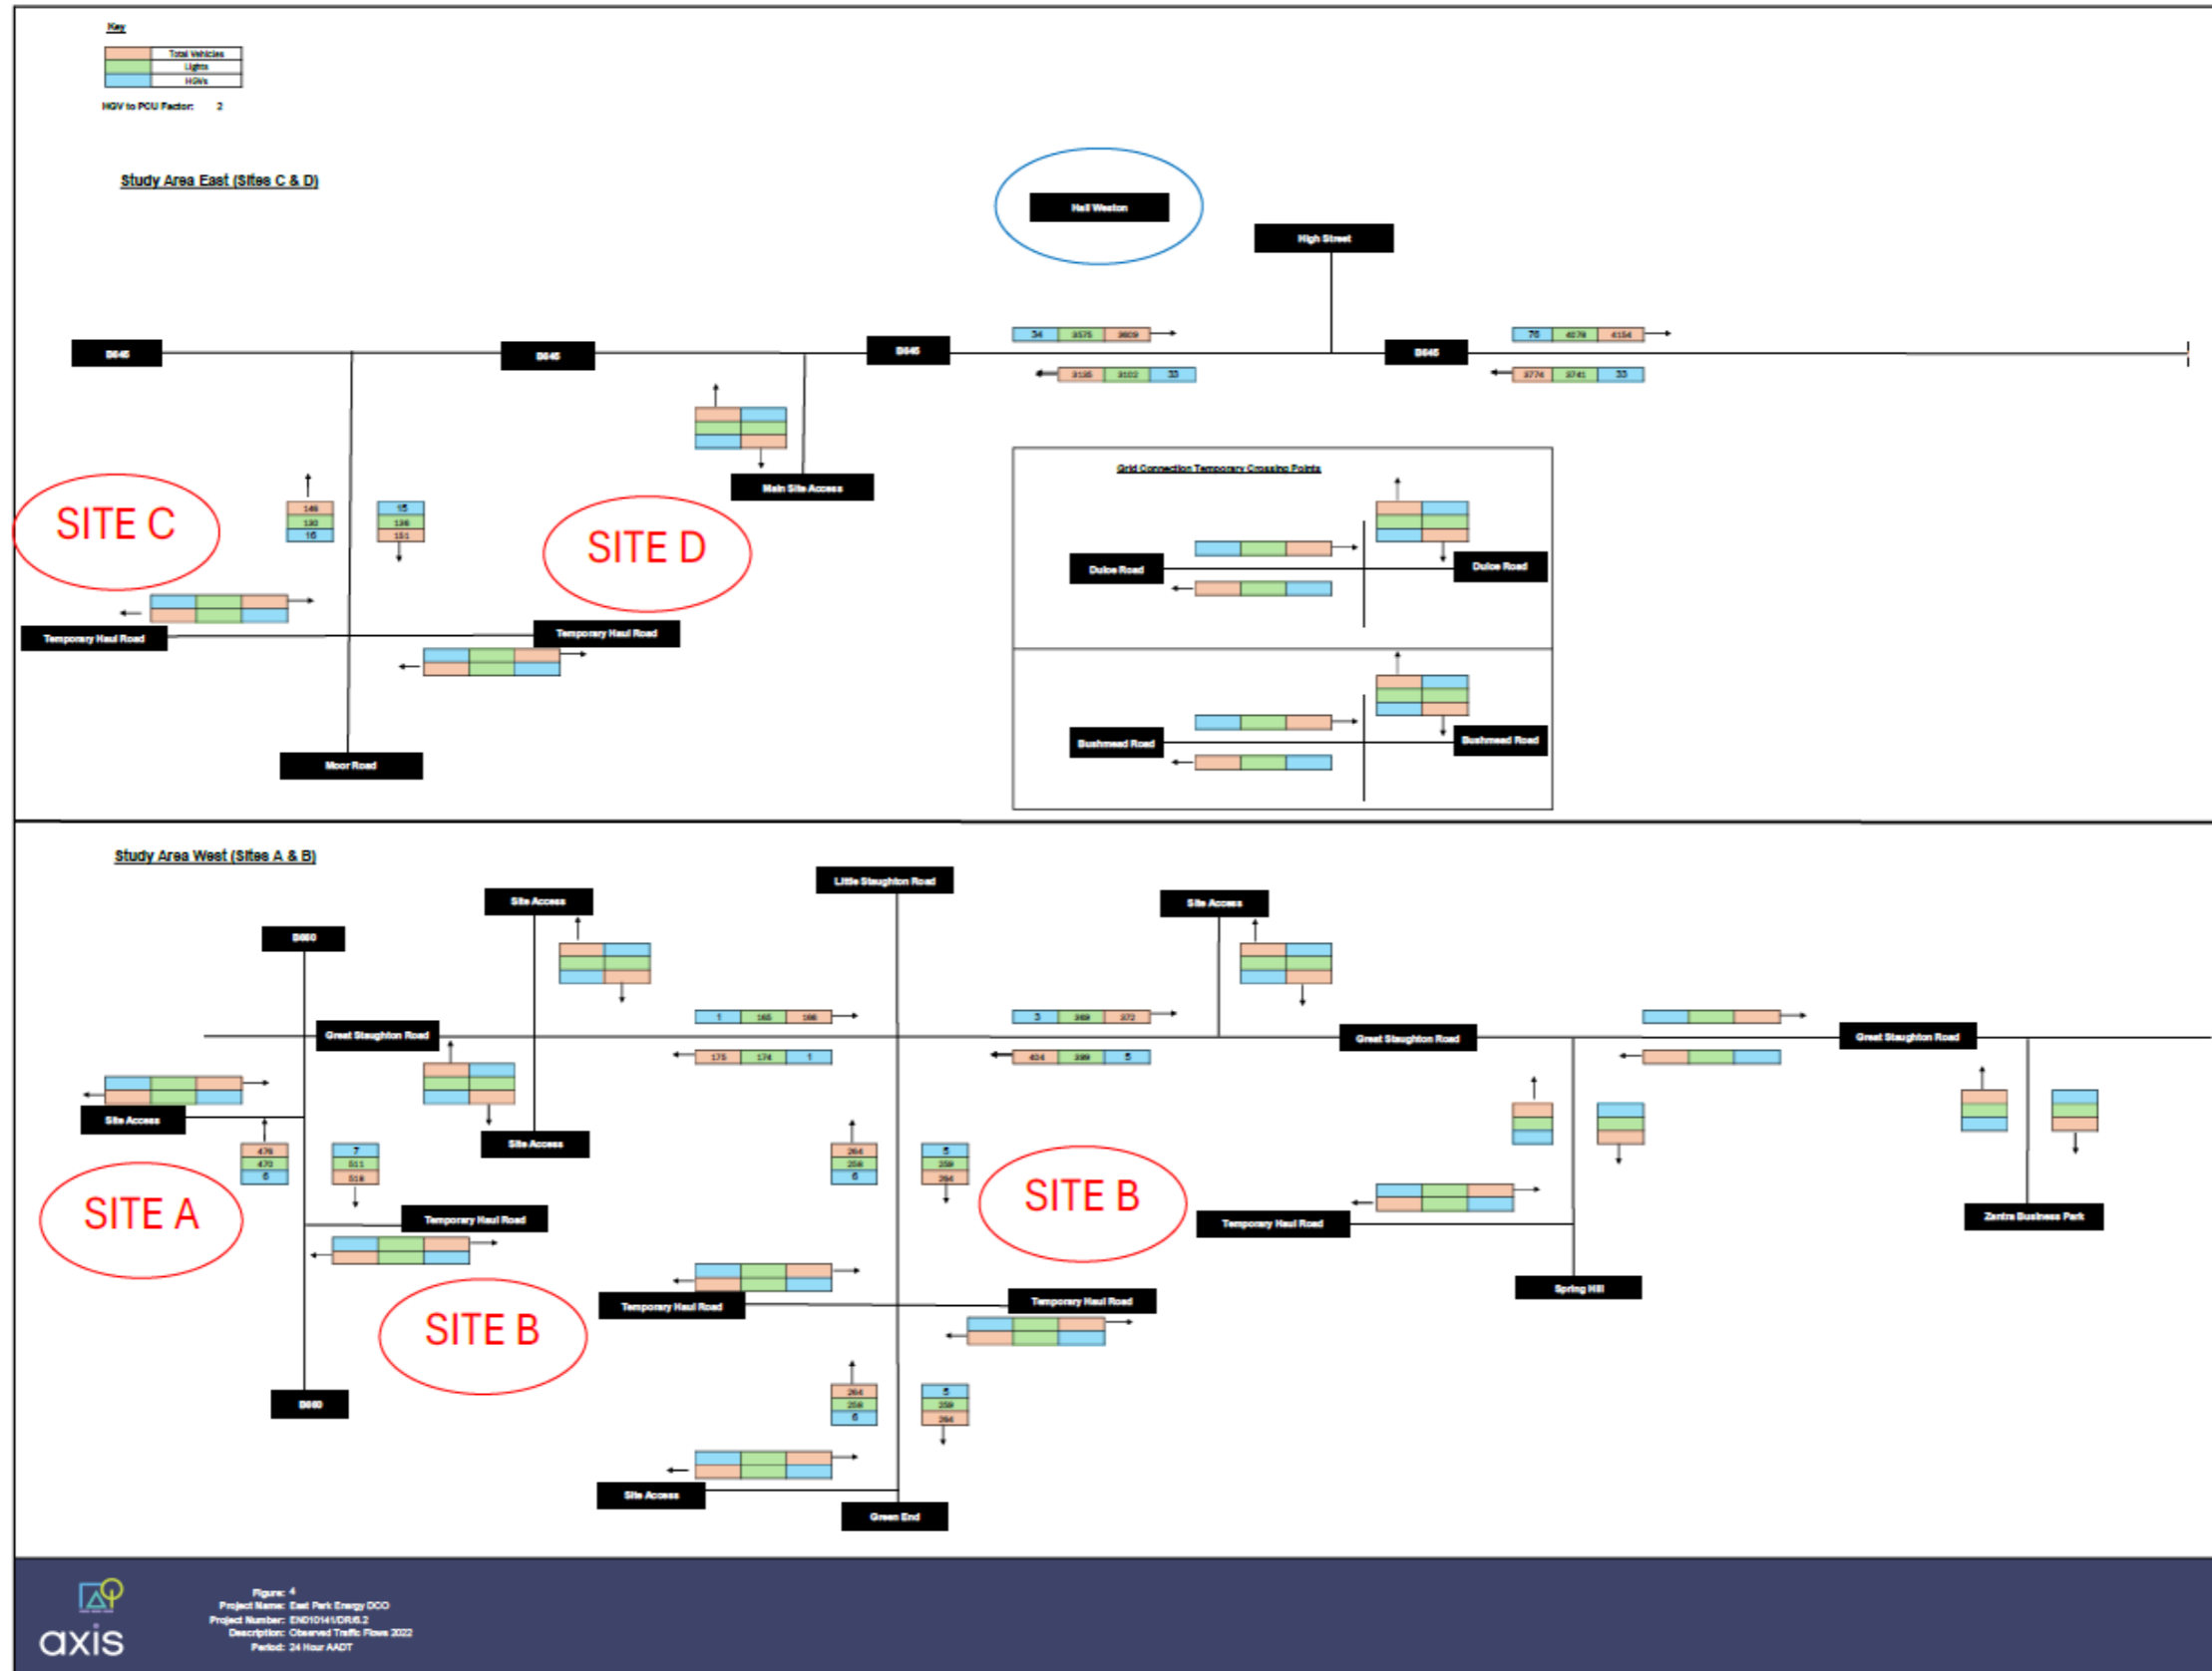 Key
Total Vehicles
Lights
HGVs
HGV to PCU Factor: 2
Study Area East (Sites C & D)
Hail Weston
High Street
34 3575 3609
76 4078 4154
B645
B645
B645
B645
3135 3102 33
3774 3741 33
Main Site Access
Grid Connection Temporary Crossing Points
SITE C
146 15
130 136
16 151
SITE D
Duloe Road
Duloe Road
Temporary Haul Road
Temporary Haul Road
Bushmead Road
Bushmead Road
Moor Road
Study Area West (Sites A & B)
Little Staughton Road
Site Access
Site Access
B660
1 165 166
3 369 372
Great Staughton Road
Great Staughton Road
Great Staughton Road
175 174 1
404 399 5
Site Access
Site Access
476 7
470 511
6 518
264 5
258 259
6 264
SITE A
SITE B
Temporary Haul Road
Temporary Haul Road
Zantra Business Park
SITE B
Temporary Haul Road
Temporary Haul Road
Spring Hill
B660
264 5
258 259
6 264
Site Access
Green End
axis
Figure: 4
Project Name: East Park Energy DCO
Project Number: EN010141/DR/6.2
Description: Observed Traffic Flows 2022
Period: 24 Hour AADT